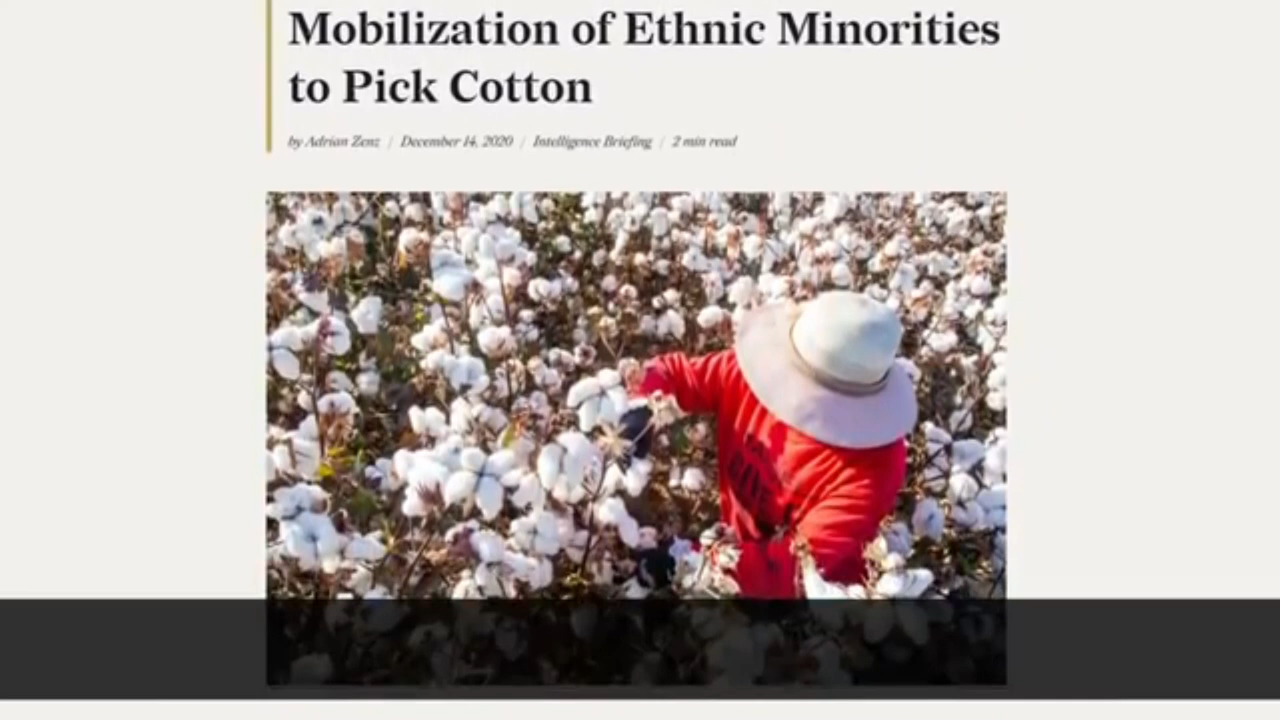 Mobilization of Ethnic Minorities
to Pick Cotton
by Adrian Zenz / December 14, 2020 / Intelligence Briefing / 2 min read